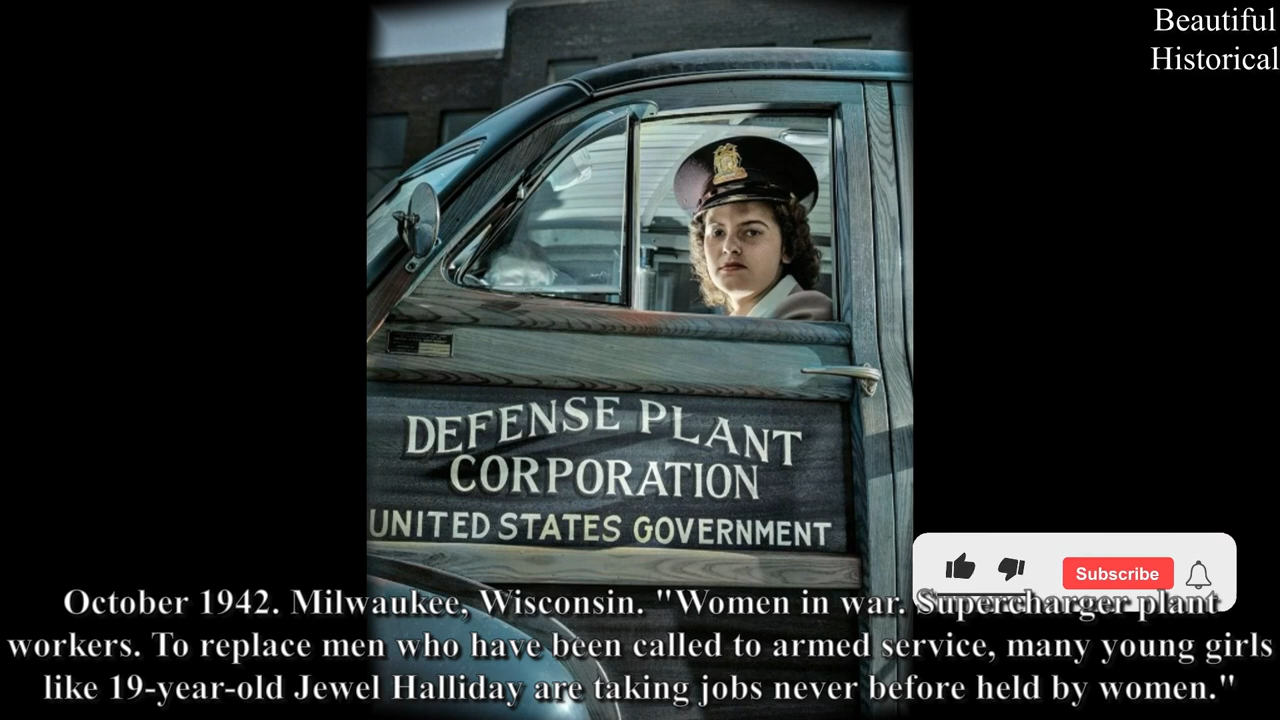 Beautiful
Historical
DEFENSE PLANT
CORPORATION
UNITED STATES GOVERNMENT
Subscribe
October 1942. Milwaukee, Wisconsin. "Women in war. Supercharger plant
workers. To replace men who have been called to armed service, many young girls
like 19-year-old Jewel Halliday are taking jobs never before held by women."